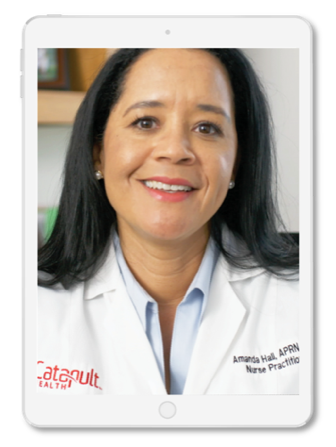 Catapult
HEALTH
Amanda Hall, APRN
Nurse Practitio